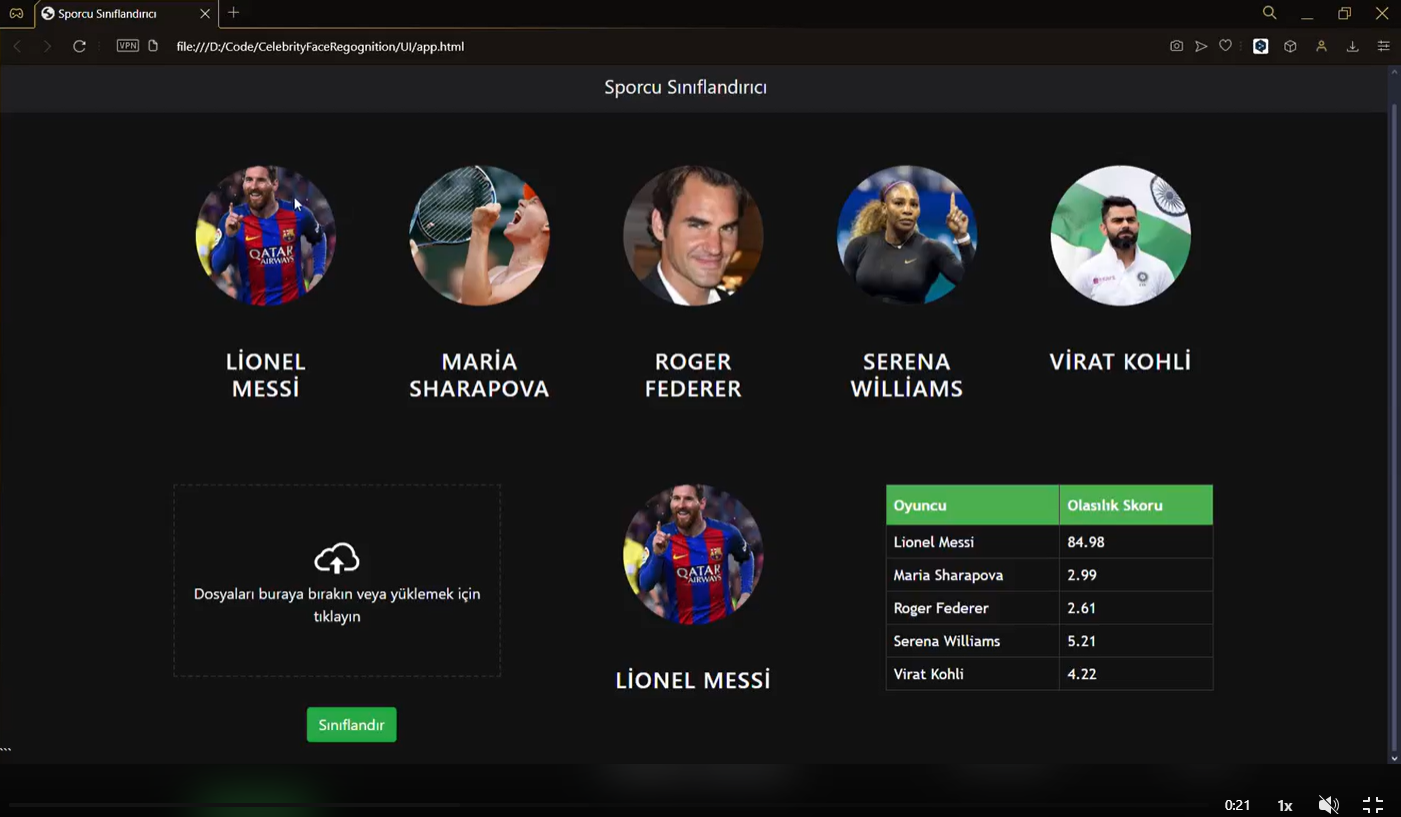 Sporcu Sınıflandırıcı
VPN
file:///D:/Code/CelebrityFaceRegognition/UI/app.html
Sporcu Sınıflandırıcı
QATAR
AIRWAYS
LİONEL
MESSİ
MARİA
SHARAPOVA
ROGER
FEDERER
SERENA
WİLLİAMS
VİRAT KOHLİ
Dosyaları buraya bırakın veya yüklemek için
tıklayın
Sınıflandır
QATAR
AIRWAYS
LİONEL MESSİ
Oyuncu Olasılık Skoru
Lionel Messi 84.98
Maria Sharapova 2.99
Roger Federer 2.61
Serena Williams 5.21
Virat Kohli 4.22
```
0:21 1x